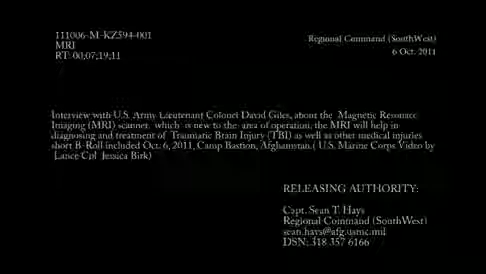 111006-M-KZ594-001
MRI
RT: 00;07;19;11
Regional Command (SouthWest)
6 Oct. 2011
Interview with U.S. Army Lieutenant Colonel David Giles, about the Magnetic Resonate
Imaging (MRI) scanner, which is new to the area of operation, the MRI will help in
diagnosing and treatment of Traumatic Brain Injury (TBI) as well as other medical injuries
short B-Roll included Oct. 6, 2011, Camp Bastion, Afghanstan.( U.S. Marine Corps Video by
Lance Cpl Jessica Birk)
RELEASING AUTHORITY:
Capt. Sean T. Hays
Regional Command (SouthWest)
sean.hays@afg.usmc.mil
DSN: 318 357 6166